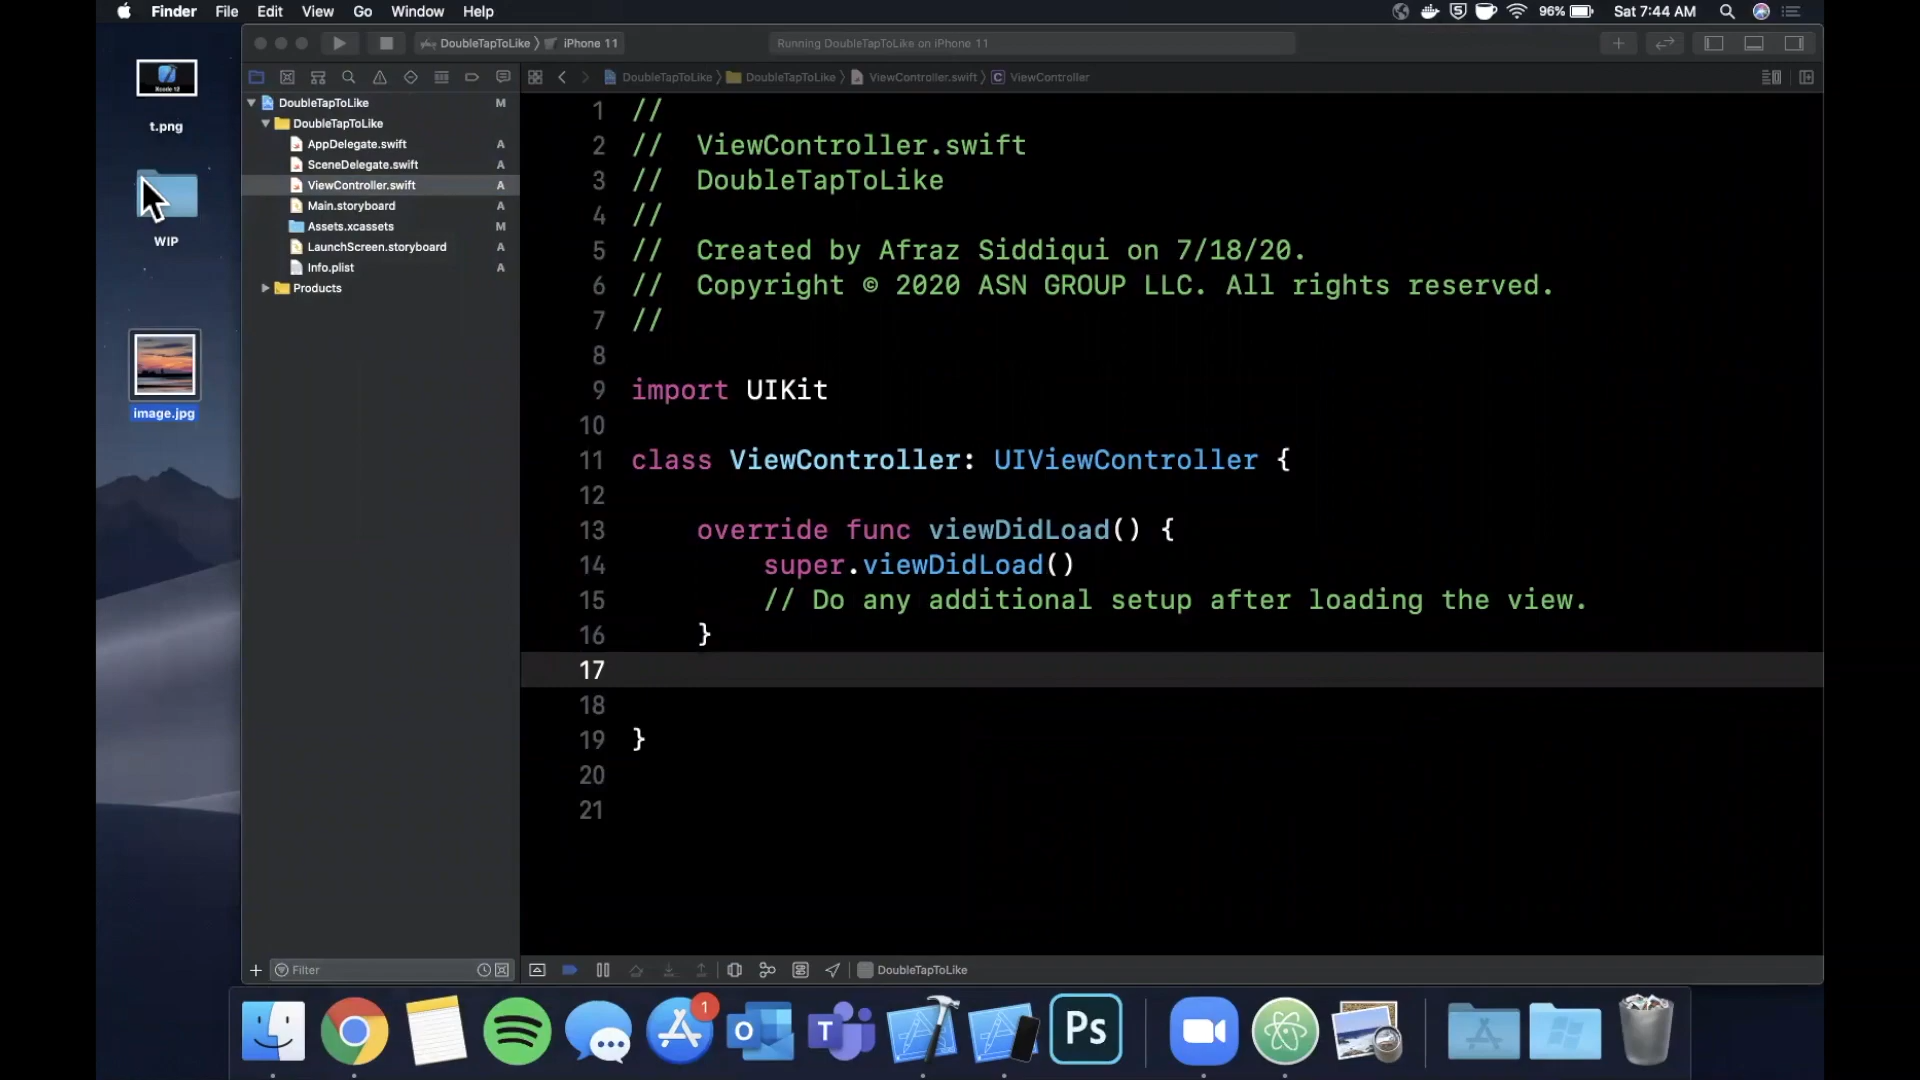 Finder File Edit View Go Window Help
96% Sat 7:44 AM
DoubleTapToLike iPhone 11
Running DoubleTapToLike on iPhone 11
DoubleTapToLike DoubleTapToLike ViewController.swift C ViewController
Xcode 12
t.png
WIP
image.jpg
DoubleTapToLike M
DoubleTapToLike
AppDelegate.swift A
SceneDelegate.swift A
ViewController.swift A
Main.storyboard A
Assets.xcassets M
LaunchScreen.storyboard A
Info.plist A
Products
1 //
2 // ViewController.swift
3 // DoubleTapToLike
4 //
5 // Created by Afraz Siddiqui on 7/18/20.
6 // Copyright © 2020 ASN GROUP LLC. All rights reserved.
7 //
8
9 import UIKit
10
11 class ViewController: UIViewController {
12
13 override func viewDidLoad() {
14 super.viewDidLoad()
15 // Do any additional setup after loading the view.
16 }
17
18
19 }
20
21
Filter
DoubleTapToLike
1
Ps